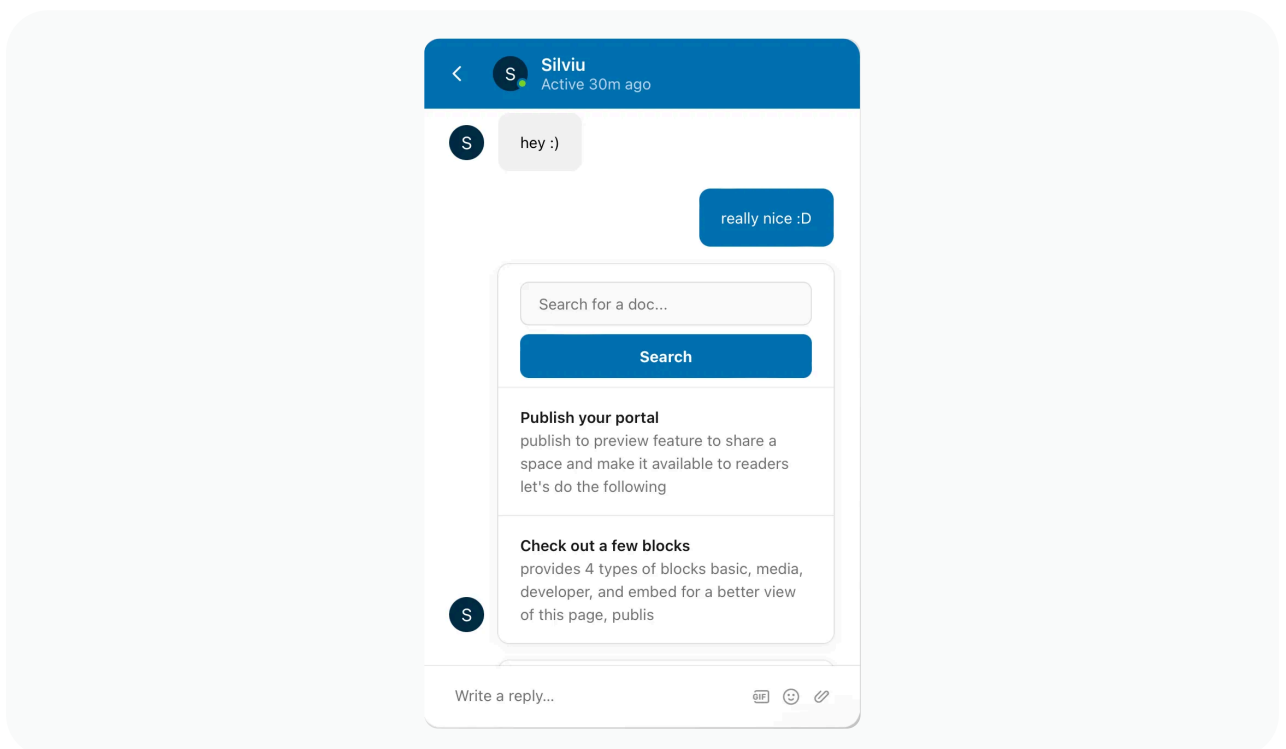 S
Silviu
Active 30m ago
S
hey :)
really nice :D
Search for a doc...
Search
Publish your portal
publish to preview feature to share a
space and make it available to readers
let's do the following
Check out a few blocks
provides 4 types of blocks basic, media,
developer, and embed for a better view
of this page, publis
S
Write a reply...
GIF